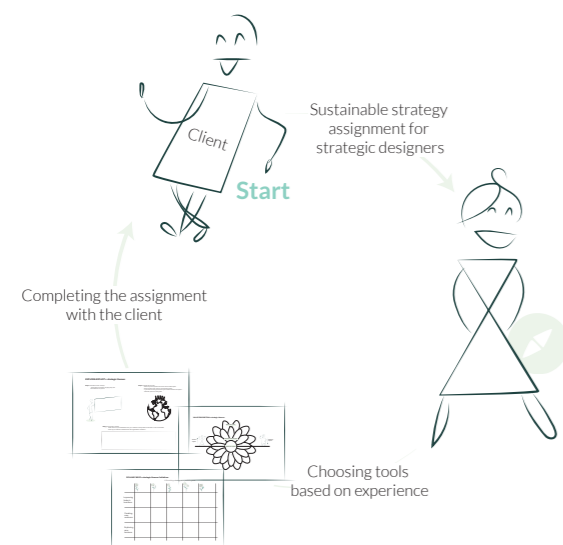 Client
Start
Sustainable strategy
assignment for
strategic designers
Completing the assignment
with the client
Choosing tools
based on experience